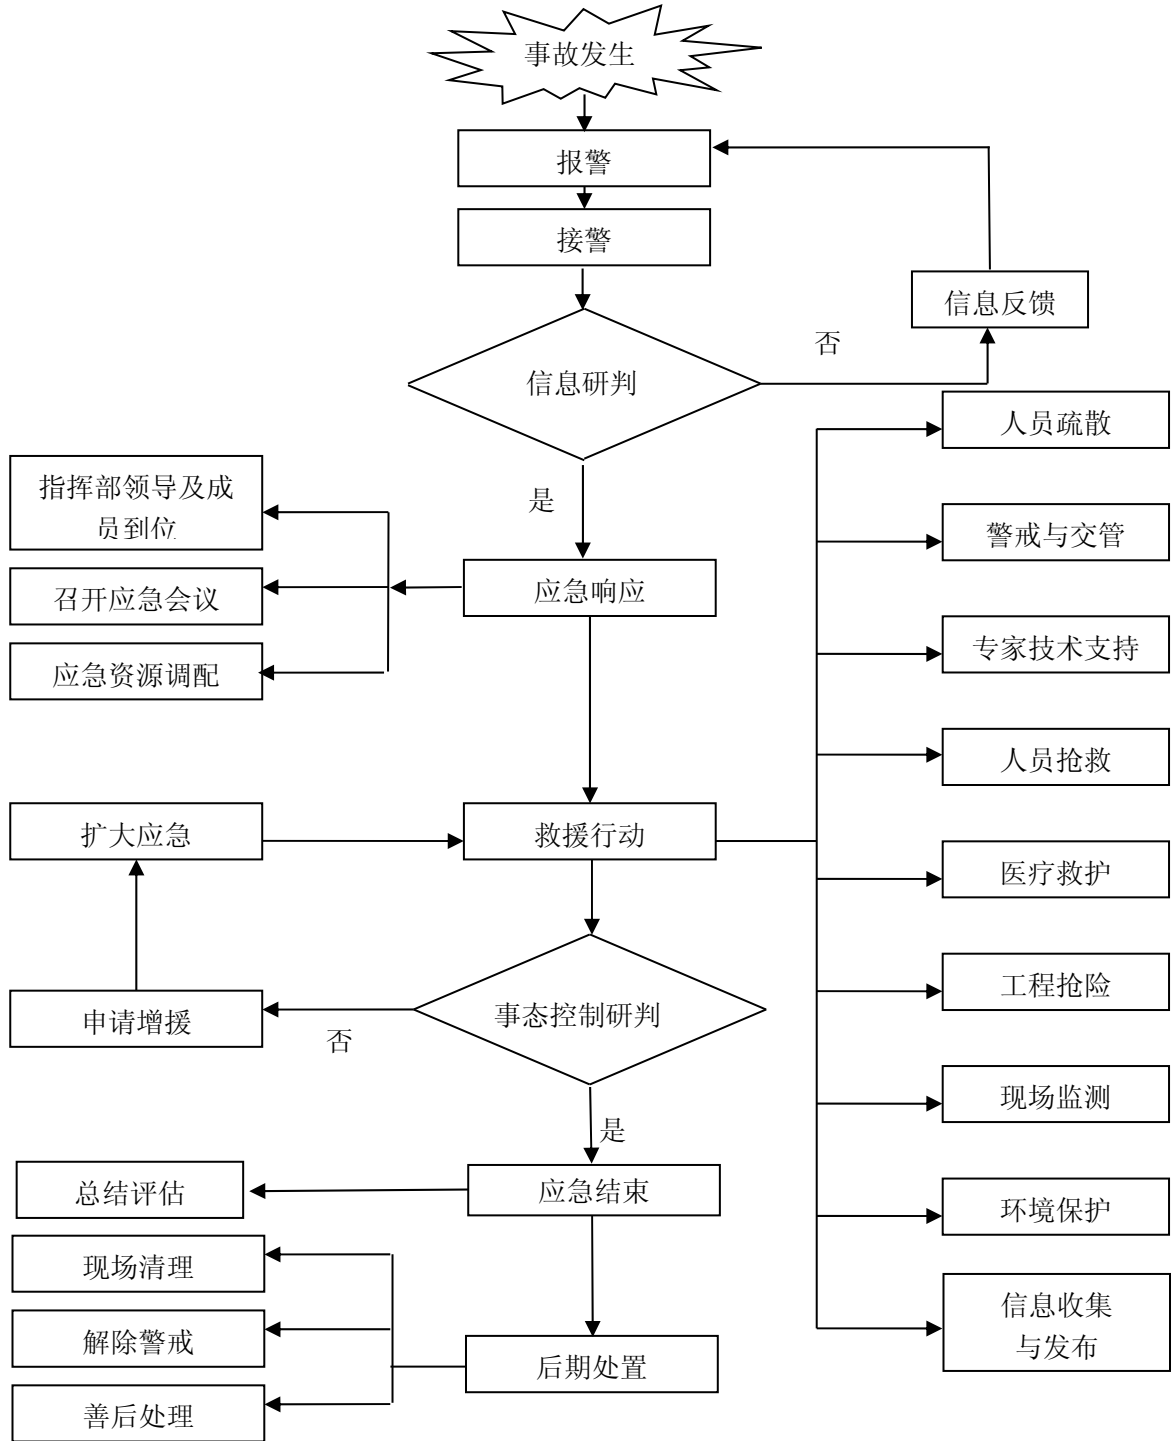 事故发生
报警
接警
信息反馈
否
信息研判
人员疏散
是
指挥部领导及成
员到位
警戒与交管
应急响应
召开应急会议
专家技术支持
应急资源调配
人员抢救
扩大应急
救援行动
医疗救护
工程抢险
申请增援
否
事态控制研判
现场监测
是
总结评估
应急结束
环境保护
现场清理
信息收集
与发布
解除警戒
后期处置
善后处理